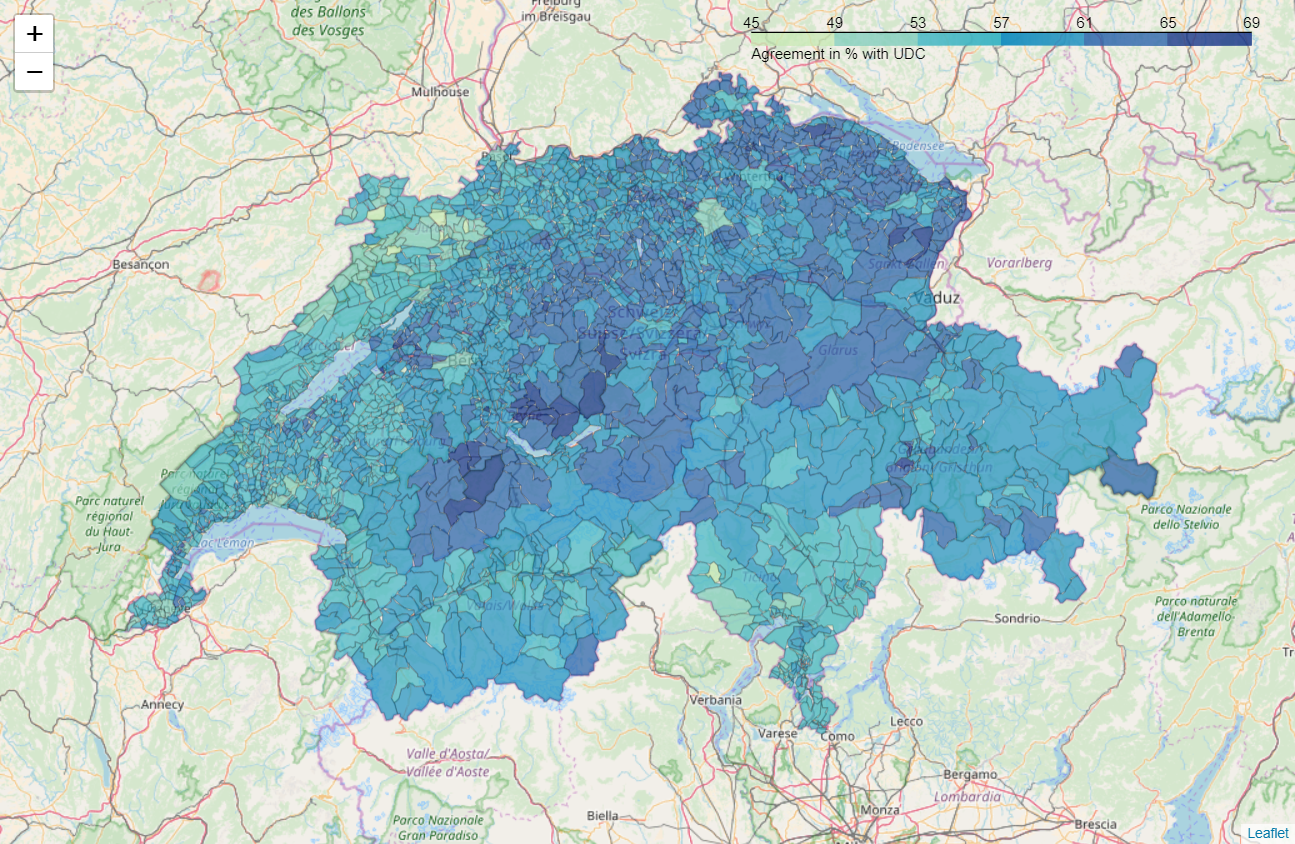 Freiburg
im Breisgau
des Ballons
des Vosges
+
−
45 49 53 57 61 65 69
Agreement in % with UDC
Mulhouse
Bodensee
Winterthur
Besançon
Sankt Gallen
Vorarlberg
Vaduz
Schweiz/
Suisse/Svizzera/
Svizra
Glarus
Bern
Graubünden/
Grigioni/Grischun
Parc naturel
régional
du Haut-
Jura
Parco Nazionale
dello Stelvio
Lac Léman
Ticino
Genève
Valais/Wallis
Sondrio
Parco naturale
dell'Adamello-
Brenta
Annecy
Verbania
Lecco
Varese
Como
Valle d'Aosta/
Vallée d'Aoste
Bergamo
Lombardia
Biella
Monza
Brescia
Parco Nazionale
Gran Paradiso
Leaflet